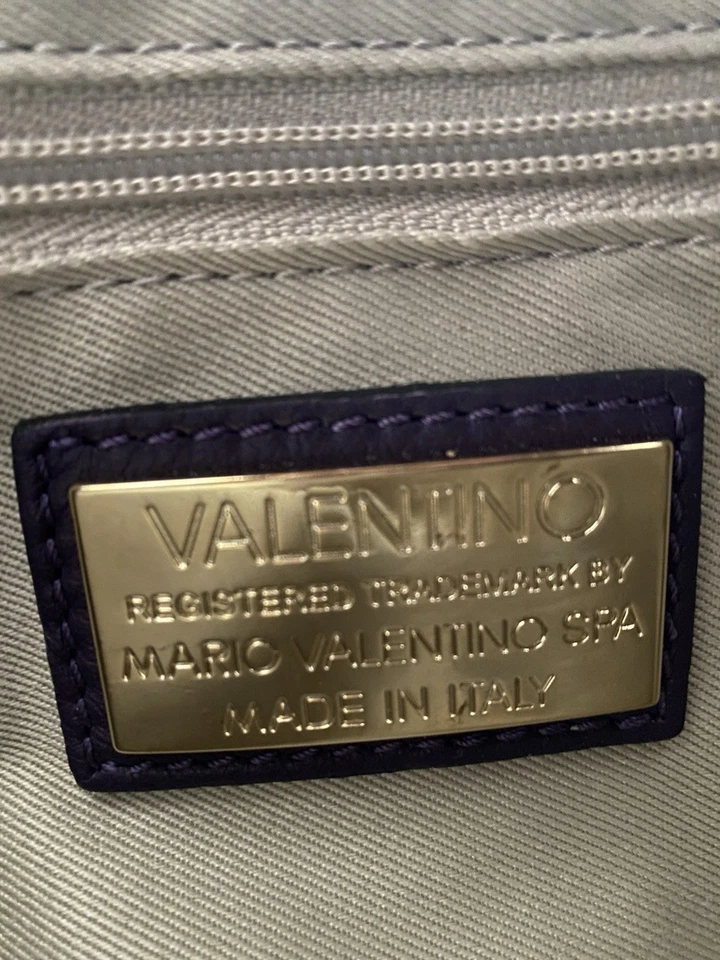 VALENTINO
REGISTERED TRADEMARK BY
MARIO VALENTINO SPA
MADE IN ITALY